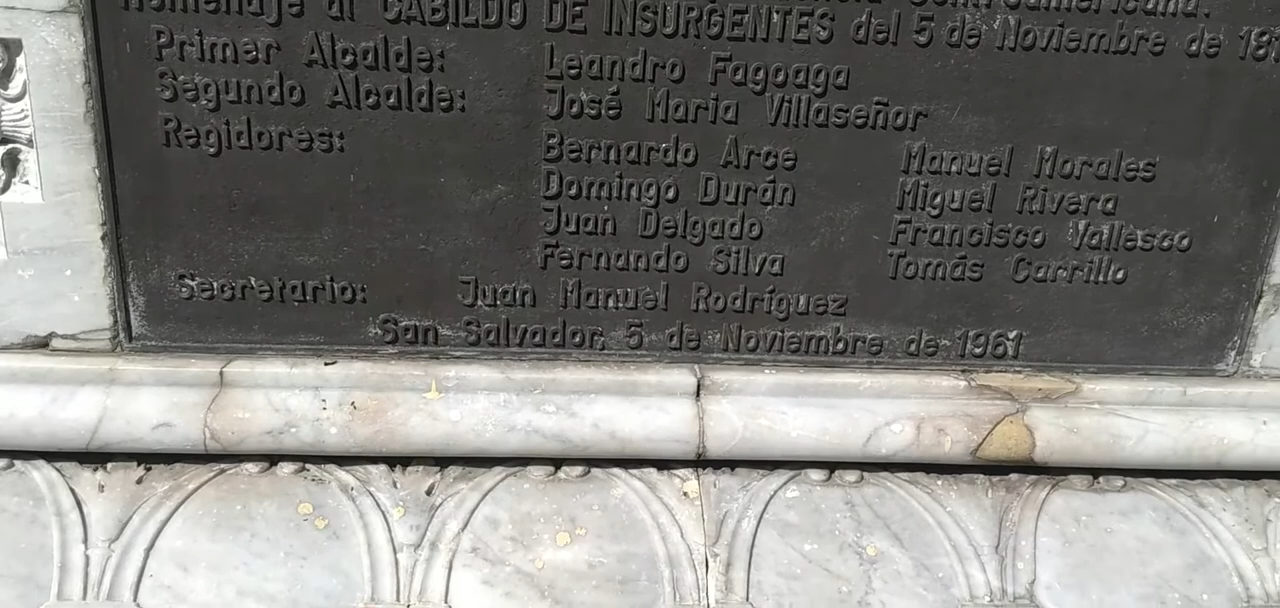 Homenaje al CABILDO DE INSURGENTES del 5 de Noviembre de 18
Primer Alcalde: Leandro Fagoaga
Segundo Alcalde: José Maria Villaseñor
Regidores: Bernardo Arce Manuel Morales
Domingo Durán Miguel Rivera
Juan Delgado Francisco Vallesco
Fernando Silva Tomás Carrillo
Secretario: Juan Manuel Rodríguez
San Salvador, 5 de Noviembre de 1961